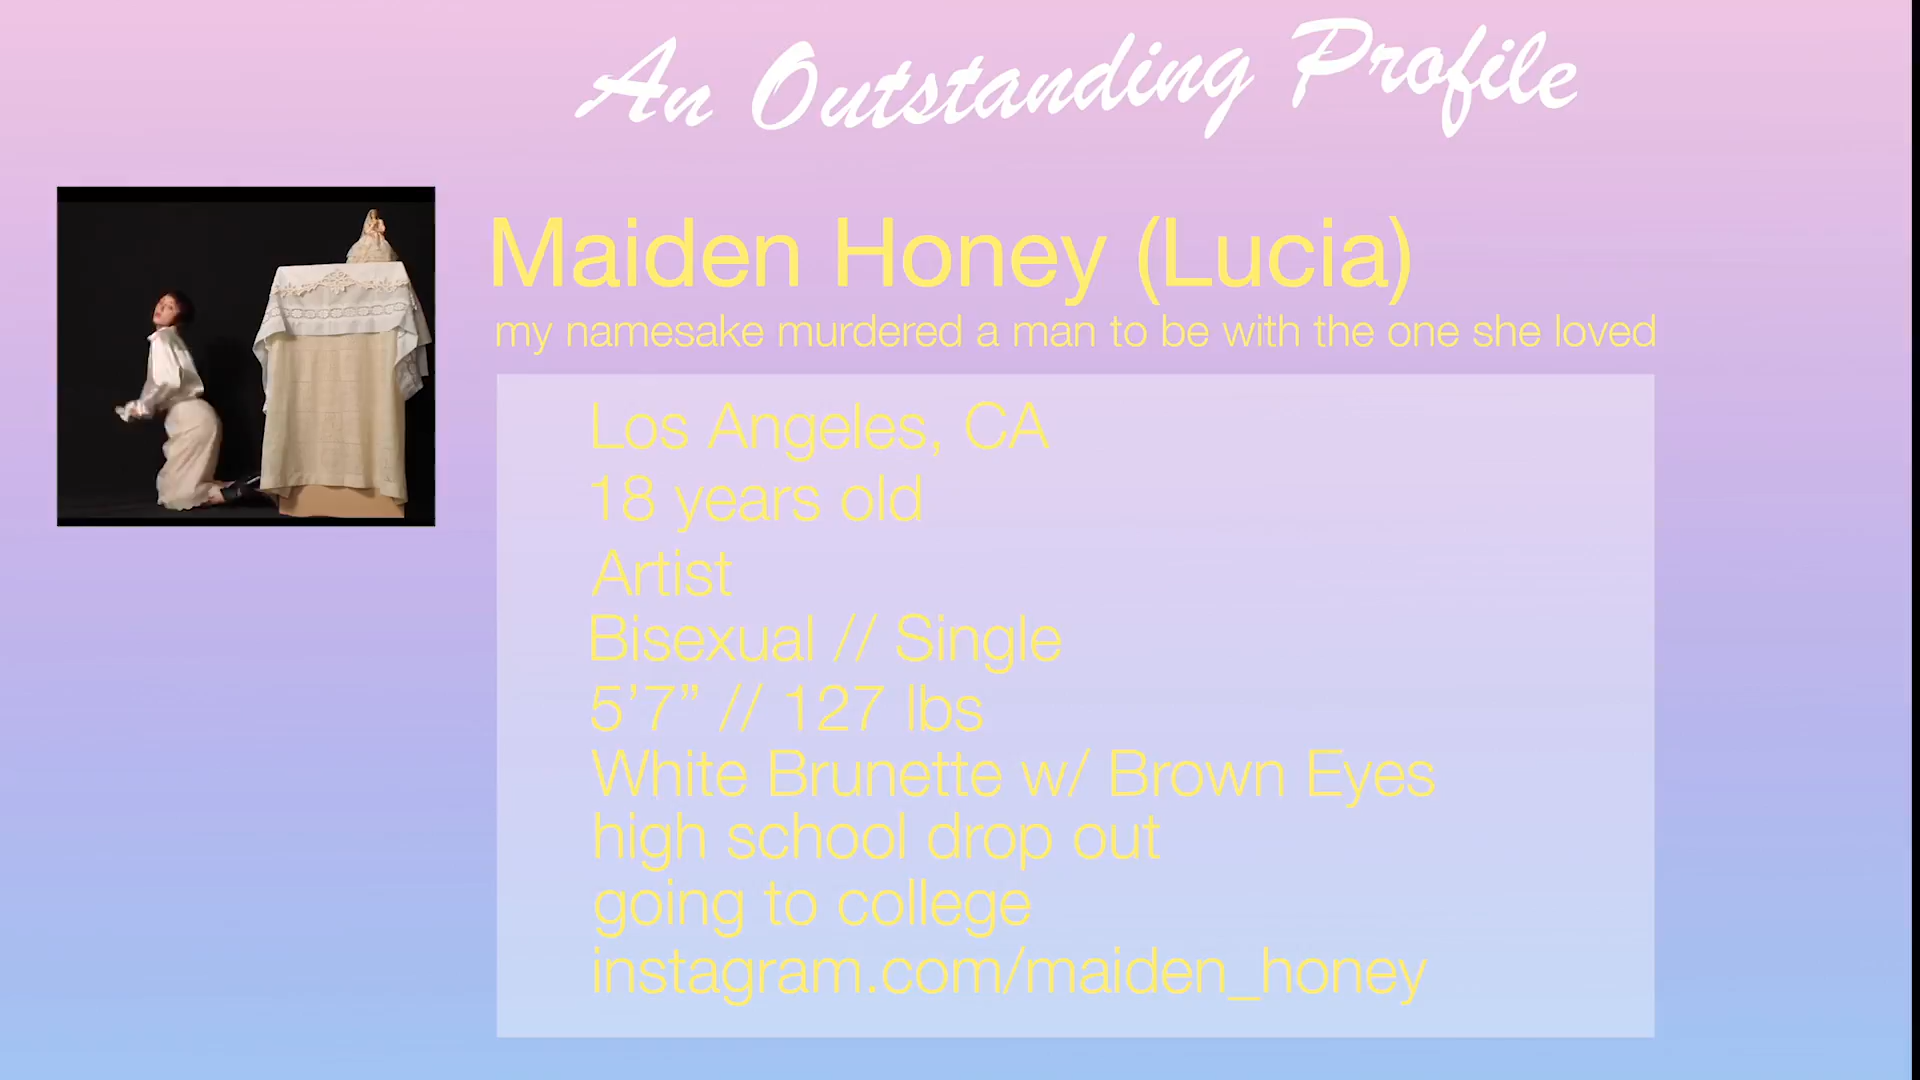 An Outstanding Profile
Maiden Honey (Lucia)
my namesake murdered a man to be with the one she loved
Los Angeles, CA
18 years old
Artist
Bisexual // Single
5’7” // 127 lbs
White Brunette w/ Brown Eyes
high school drop out
going to college
instagram.com/maiden_honey